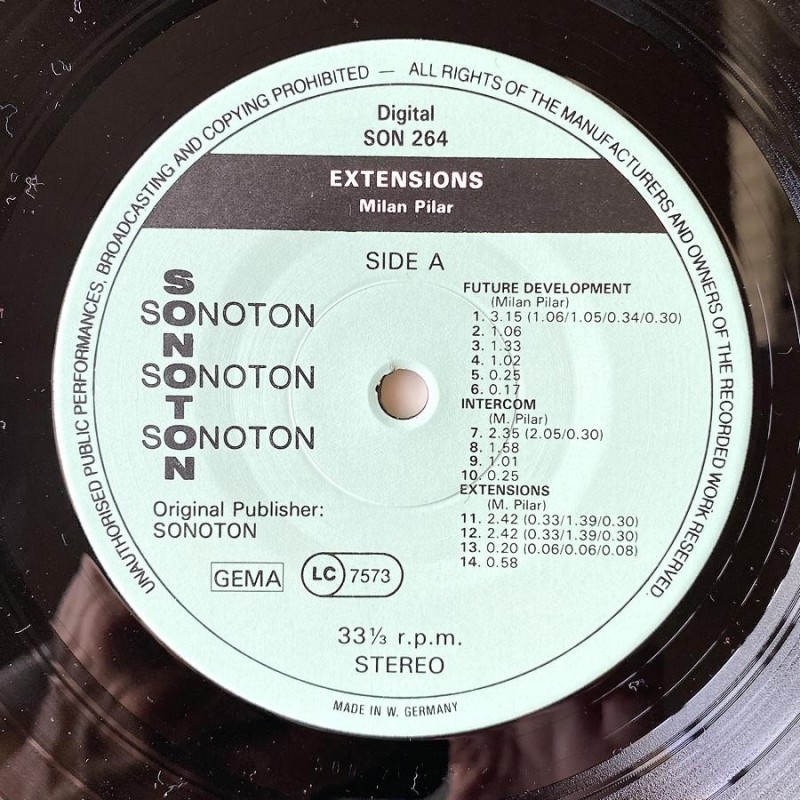 UNAUTHORISED PUBLIC PERFORMANCES, BROADCASTING AND COPYING PROHIBITED — ALL RIGHTS OF THE MANUFACTURERS AND OWNERS OF THE RECORDED WORK RESERVED.
Digital
SON 264
EXTENSIONS
Milan Pilar
SIDE A
SONOTON
SONOTON
SONOTON
SONOTON
Original Publisher:
SONOTON
GEMA
LC 7573
FUTURE DEVELOPMENT
(Milan Pilar)
1. 3.15 (1.06/1.05/0.34/0.30)
2. 1.06
3. 1.33
4. 1.02
5. 0.25
6. 0.17
INTERCOM
(M. Pilar)
7. 2.35 (2.05/0.30)
8. 1.58
9. 1.01
10. 0.25
EXTENSIONS
(M. Pilar)
11. 2.42 (0.33/1.39/0.30)
12. 2.42 (0.33/1.39/0.30)
13. 0.20 (0.06/0.06/0.08)
14. 0.58
33⅓ r.p.m.
STEREO
MADE IN W. GERMANY